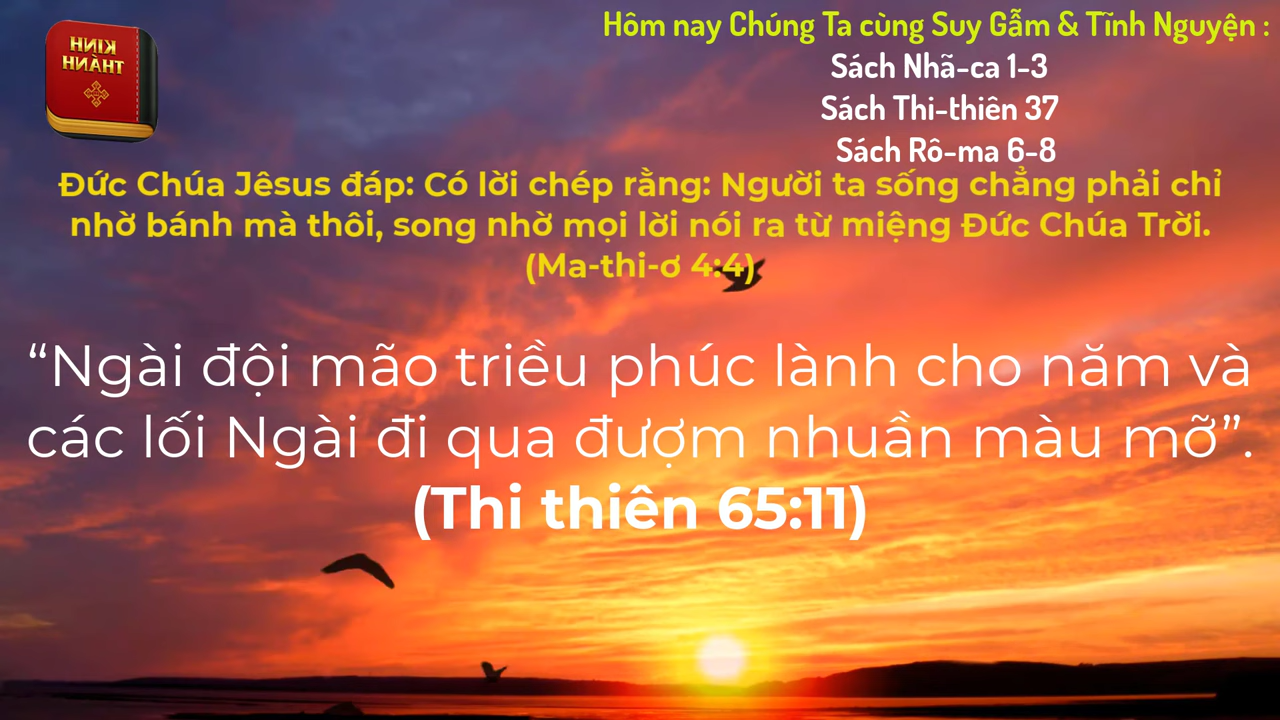 KINH
THÁNH
Hôm nay Chúng Ta cùng Suy Gẫm & Tĩnh Nguyện :
Sách Nhã-ca 1-3
Sách Thi-thiên 37
Sách Rô-ma 6-8
Đức Chúa Jêsus đáp: Có lời chép rằng: Người ta sống chẳng phải chỉ
nhờ bánh mà thôi, song nhờ mọi lời nói ra từ miệng Đức Chúa Trời.
(Ma-thi-ơ 4:4)
“Ngài đội mão triều phúc lành cho năm và
các lối Ngài đi qua đượm nhuần màu mỡ”.
(Thi thiên 65:11)